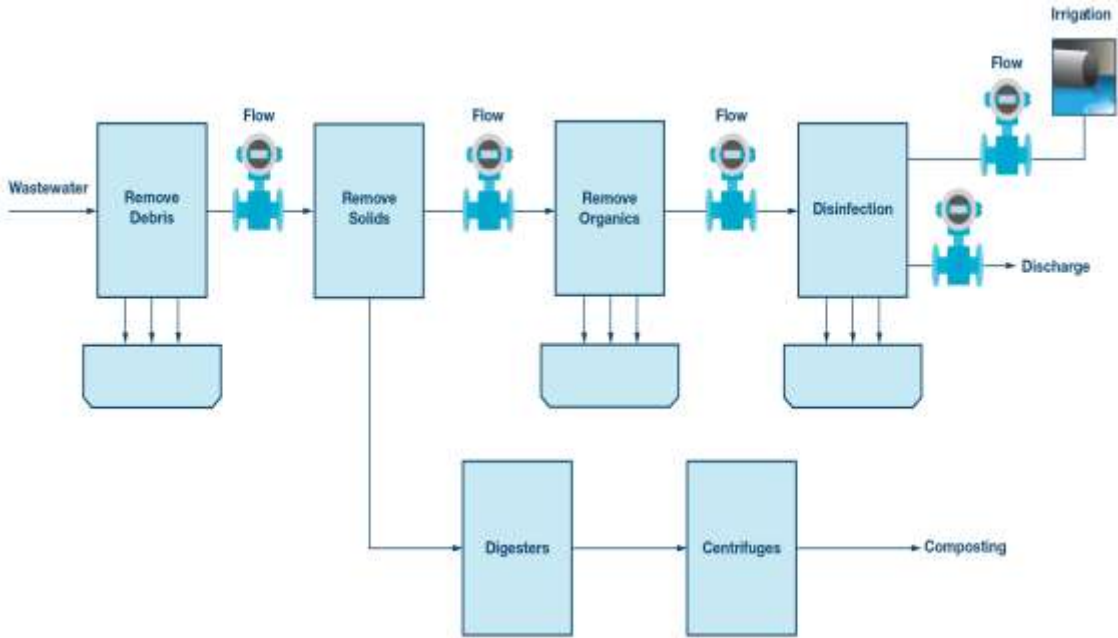 Irrigation
Flow
Flow
Flow
Flow
Wastewater
Remove
Debris
Remove
Solids
Remove
Organics
Disinfection
Discharge
Digesters
Centrifuges
Composting